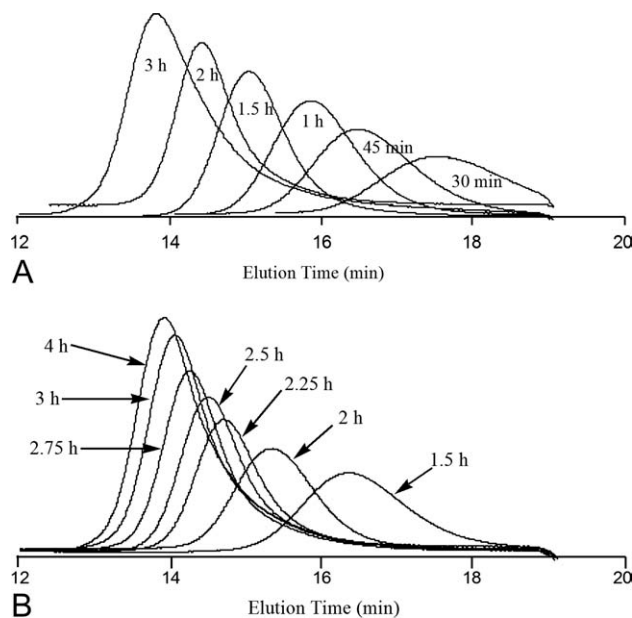 3 h
2 h
1.5 h
1 h
45 min
30 min
12 14 16 18 20
A
Elution Time (min)
4 h
2.5 h
3 h
2.25 h
2 h
2.75 h
1.5 h
12 14 16 18 20
B
Elution Time (min)